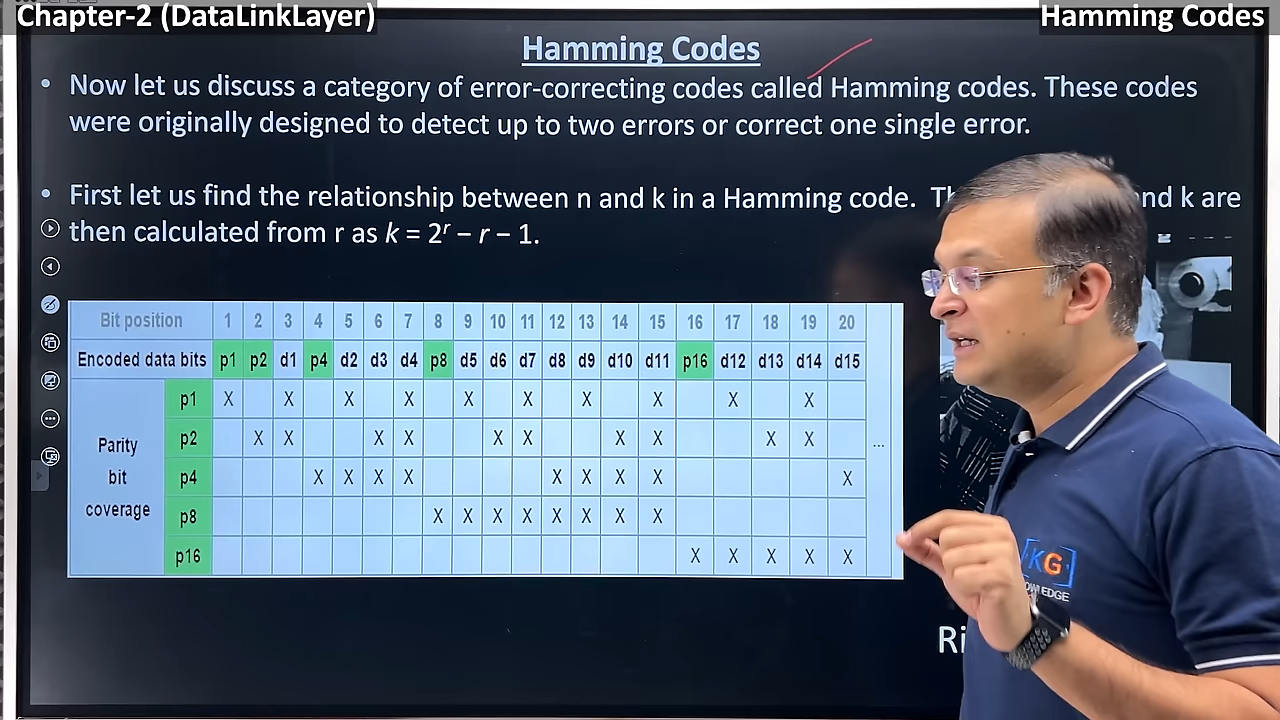 Chapter-2 (DataLinkLayer)
Hamming Codes
Hamming Codes
• Now let us discuss a category of error-correcting codes called Hamming codes. These codes
were originally designed to detect up to two errors or correct one single error.
• First let us find the relationship between n and k in a Hamming code. nd k are
then calculated from r as k = 2ʳ − r − 1.
Bit position 1 2 3 4 5 6 7 8 9 10 11 12 13 14 15 16 17 18 19 20
Encoded data bits p1 p2 d1 p4 d2 d3 d4 p8 d5 d6 d7 d8 d9 d10 d11 p16 d12 d13 d14 d15
Parity bit coverage
p1 X X X X X X X X X X
p2 X X X X X X X X X X
p4 X X X X X X X X X
p8 X X X X X X X X
p16 X X X X X
...
KG